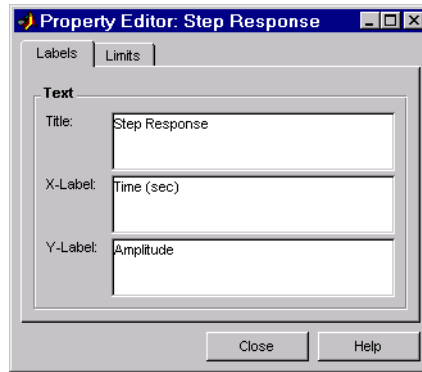 Property Editor: Step Response
Labels Limits
Text
Title: Step Response
X-Label: Time (sec)
Y-Label: Amplitude
Close Help